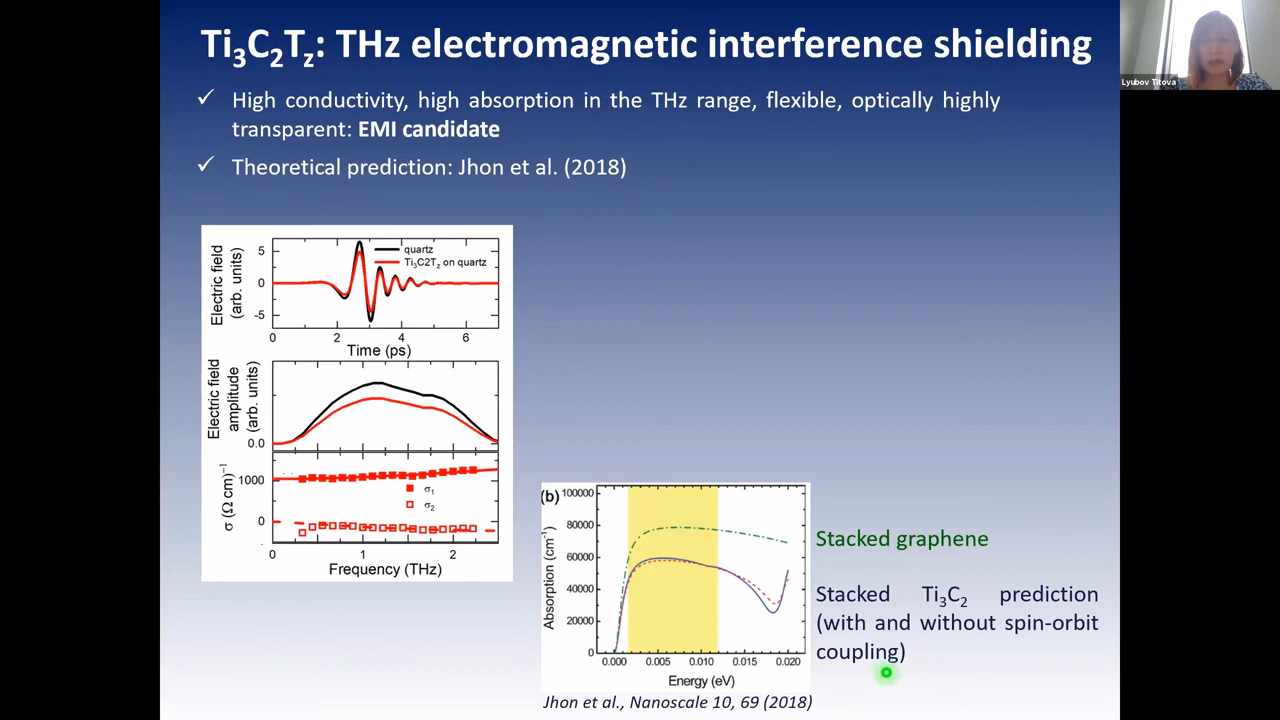 Ti₃C₂T𝓏: THz electromagnetic interference shielding
Lyubov Titova
✓ High conductivity, high absorption in the THz range, flexible, optically highly
transparent: EMI candidate
✓ Theoretical prediction: Jhon et al. (2018)
Electric field
(arb. units)
5
0
-5
quartz
Ti₃C2T𝓏 on quartz
0 2 4 6
Time (ps)
Electric field
amplitude
(arb. units)
0.0
σ (Ω cm)⁻¹
1000
0
σ₁
σ₂
0 1 2
Frequency (THz)
(b)
Absorption (cm⁻¹)
100000
80000
60000
40000
20000
0
0.000 0.005 0.010 0.015 0.020
Energy (eV)
Stacked graphene
Stacked Ti₃C₂ prediction
(with and without spin-orbit
coupling)
Jhon et al., Nanoscale 10, 69 (2018)